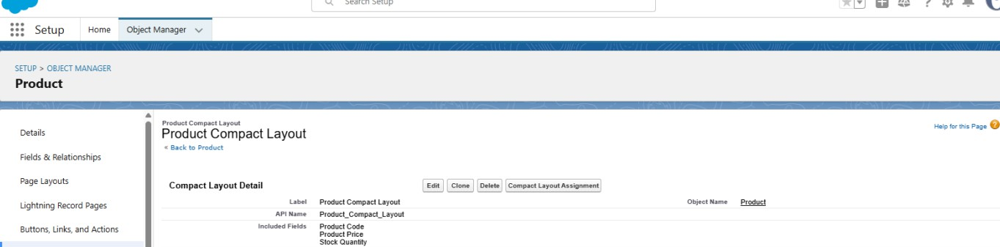 Search Setup
Setup Home Object Manager
SETUP > OBJECT MANAGER
Product
Details
Fields & Relationships
Page Layouts
Lightning Record Pages
Buttons, Links, and Actions
Product Compact Layout
Product Compact Layout
« Back to Product
Help for this Page ?
Compact Layout Detail Edit Clone Delete Compact Layout Assignment
Label Product Compact Layout Object Name Product
API Name Product_Compact_Layout
Included Fields Product Code
Product Price
Stock Quantity